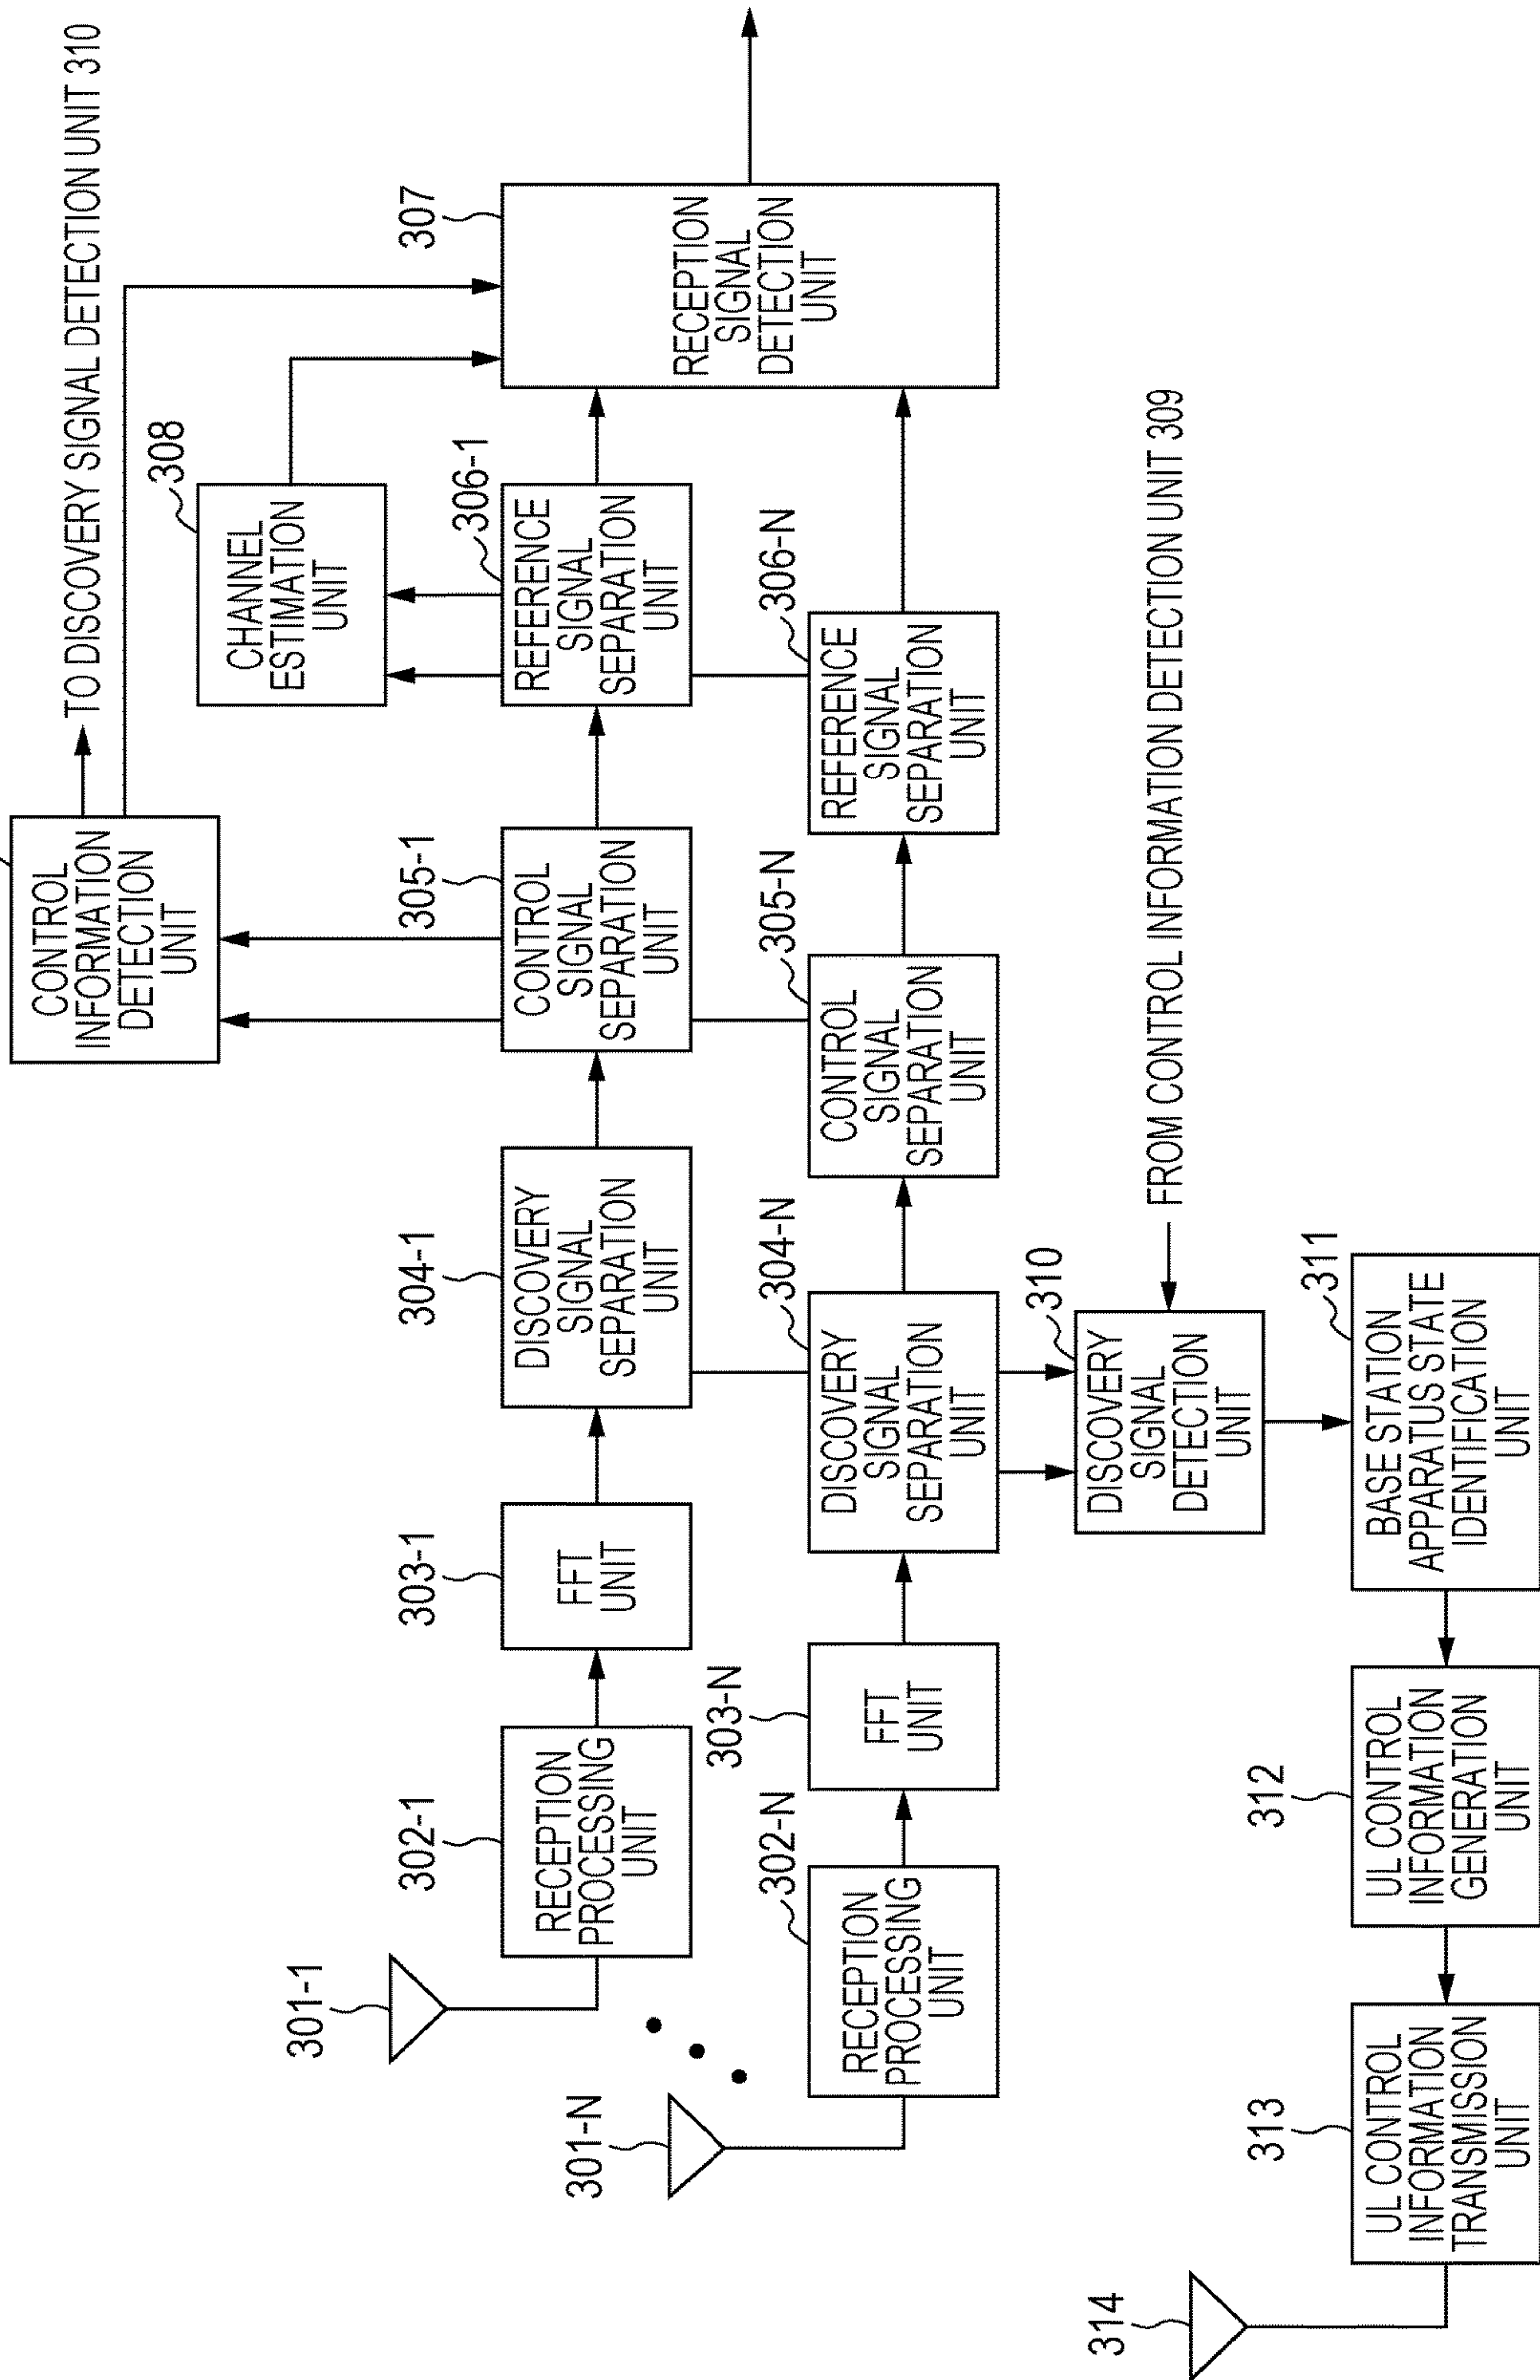 CONTROL
INFORMATION
DETECTION
UNIT
TO DISCOVERY SIGNAL DETECTION UNIT 310
308
CHANNEL
ESTIMATION
UNIT
301-1
302-1
RECEPTION
PROCESSING
UNIT
303-1
FFT
UNIT
304-1
DISCOVERY
SIGNAL
SEPARATION
UNIT
305-1
CONTROL
SIGNAL
SEPARATION
UNIT
306-1
REFERENCE
SIGNAL
SEPARATION
UNIT
307
RECEPTION
SIGNAL
DETECTION
UNIT
301-N
302-N
RECEPTION
PROCESSING
UNIT
303-N
FFT
UNIT
304-N
DISCOVERY
SIGNAL
SEPARATION
UNIT
305-N
CONTROL
SIGNAL
SEPARATION
UNIT
306-N
REFERENCE
SIGNAL
SEPARATION
UNIT
310
DISCOVERY
SIGNAL
DETECTION
UNIT
FROM CONTROL INFORMATION DETECTION UNIT 309
314
313
UL CONTROL
INFORMATION
TRANSMISSION
UNIT
312
UL CONTROL
INFORMATION
GENERATION
UNIT
311
BASE STATION
APPARATUS STATE
IDENTIFICATION
UNIT